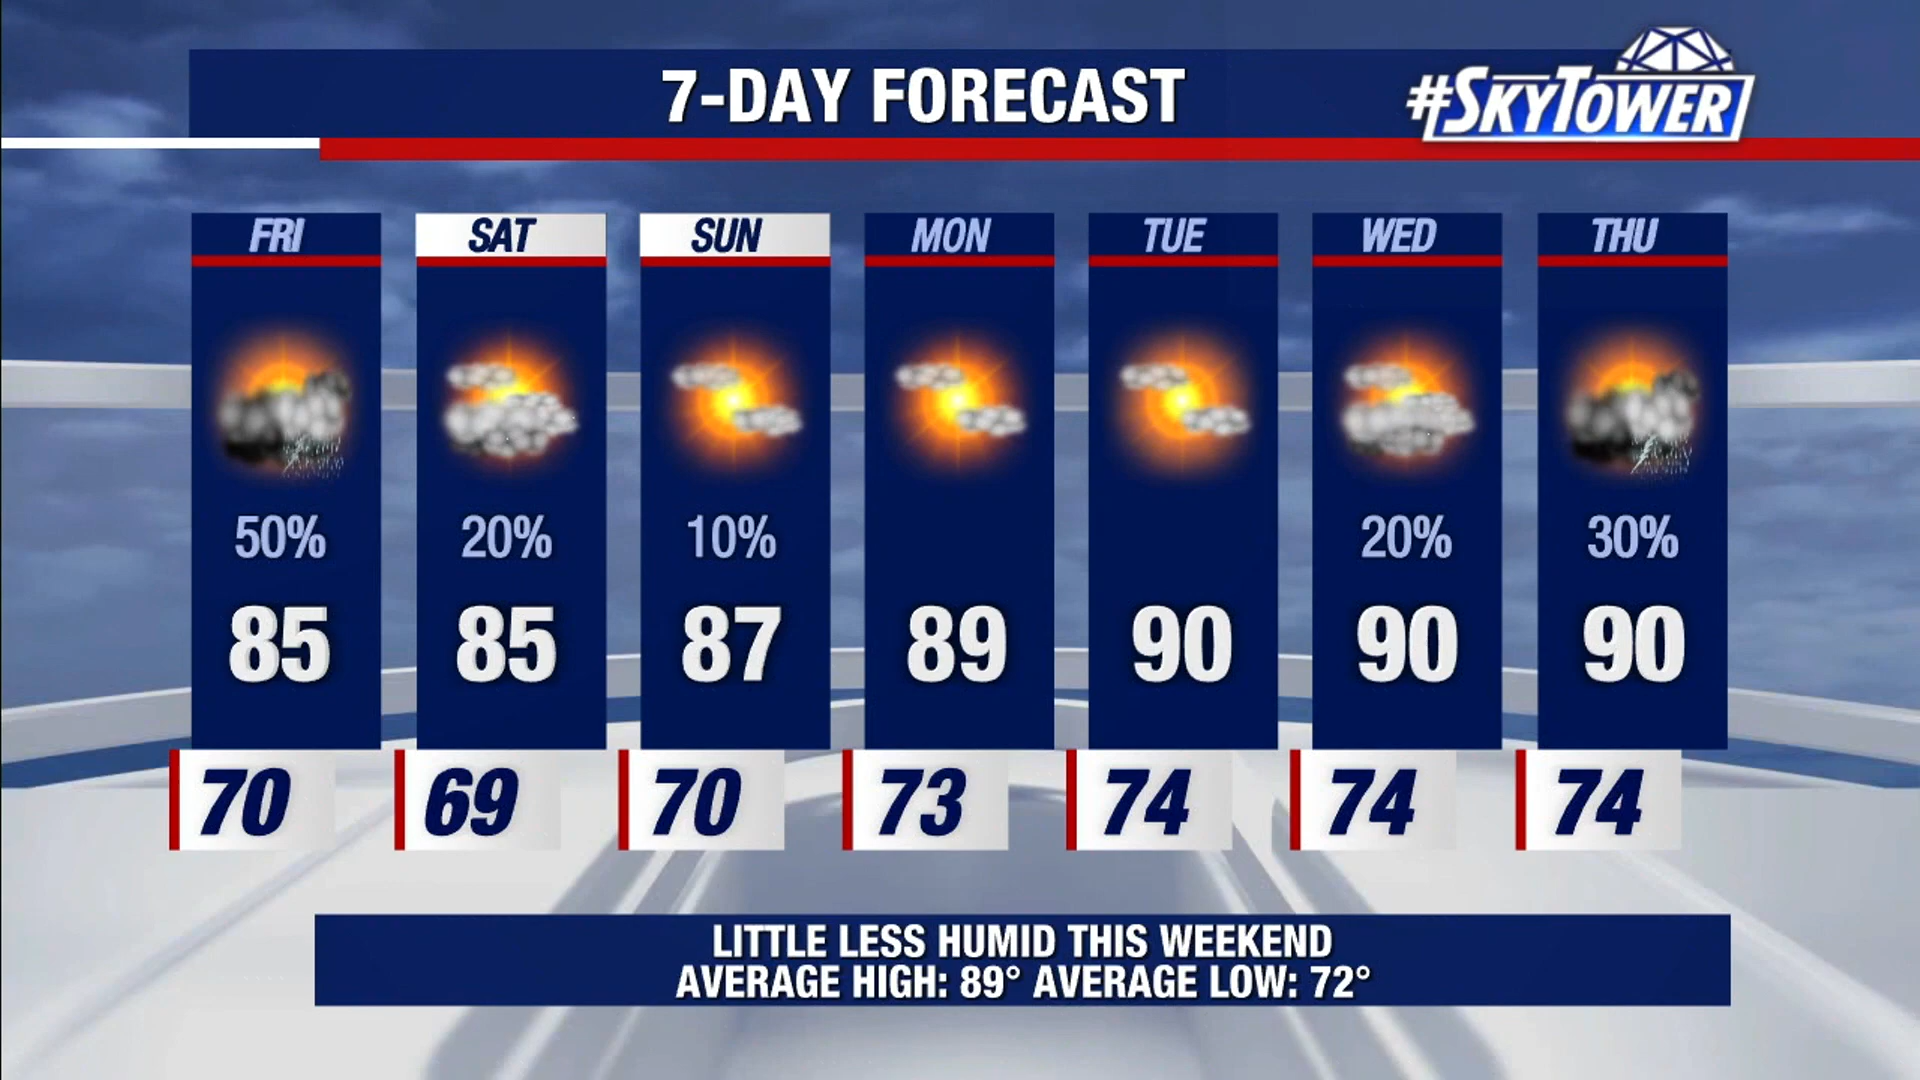 7-DAY FORECAST
#SKYTOWER
FRI SAT SUN MON TUE WED THU
50% 20% 10% 20% 30%
85 85 87 89 90 90 90
70 69 70 73 74 74 74
LITTLE LESS HUMID THIS WEEKEND
AVERAGE HIGH: 89° AVERAGE LOW: 72°